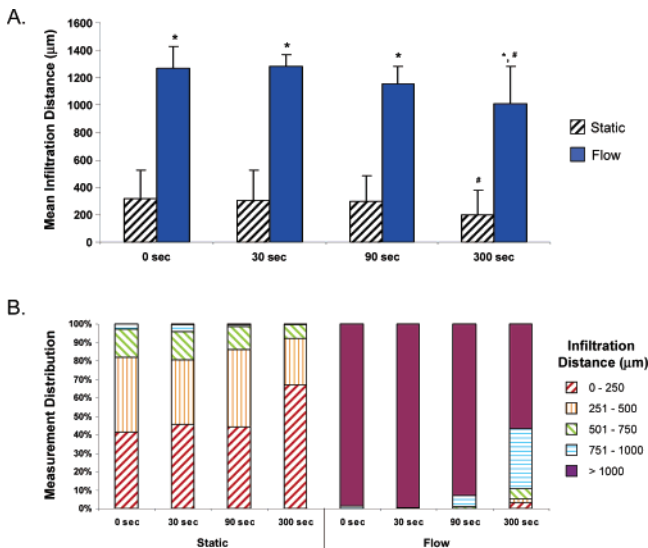 A.
Mean Infiltration Distance (µm)
1600
1400
1200
1000
800
600
400
200
0
* * * *, #
#
0 sec 30 sec 90 sec 300 sec
Static
Flow
B.
Measurement Distribution
100%
90%
80%
70%
60%
50%
40%
30%
20%
10%
0%
0 sec 30 sec 90 sec 300 sec 0 sec 30 sec 90 sec 300 sec
Static Flow
Infiltration
Distance (µm)
0 - 250
251 - 500
501 - 750
751 - 1000
> 1000